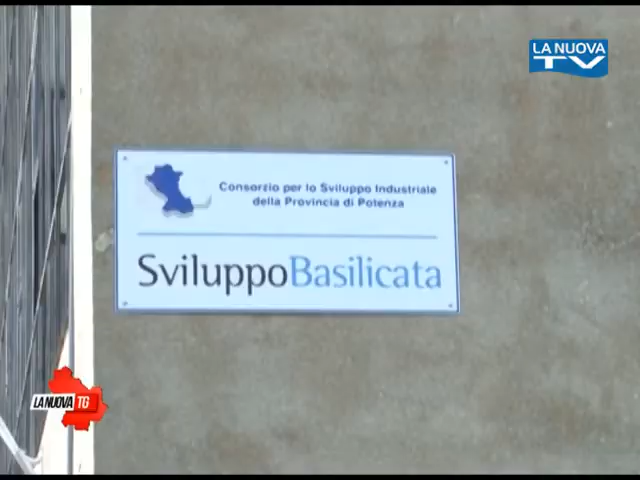 LA NUOVA
TV
Consorzio per lo Sviluppo Industriale
della Provincia di Potenza
SviluppoBasilicata
LA NUOVA TG